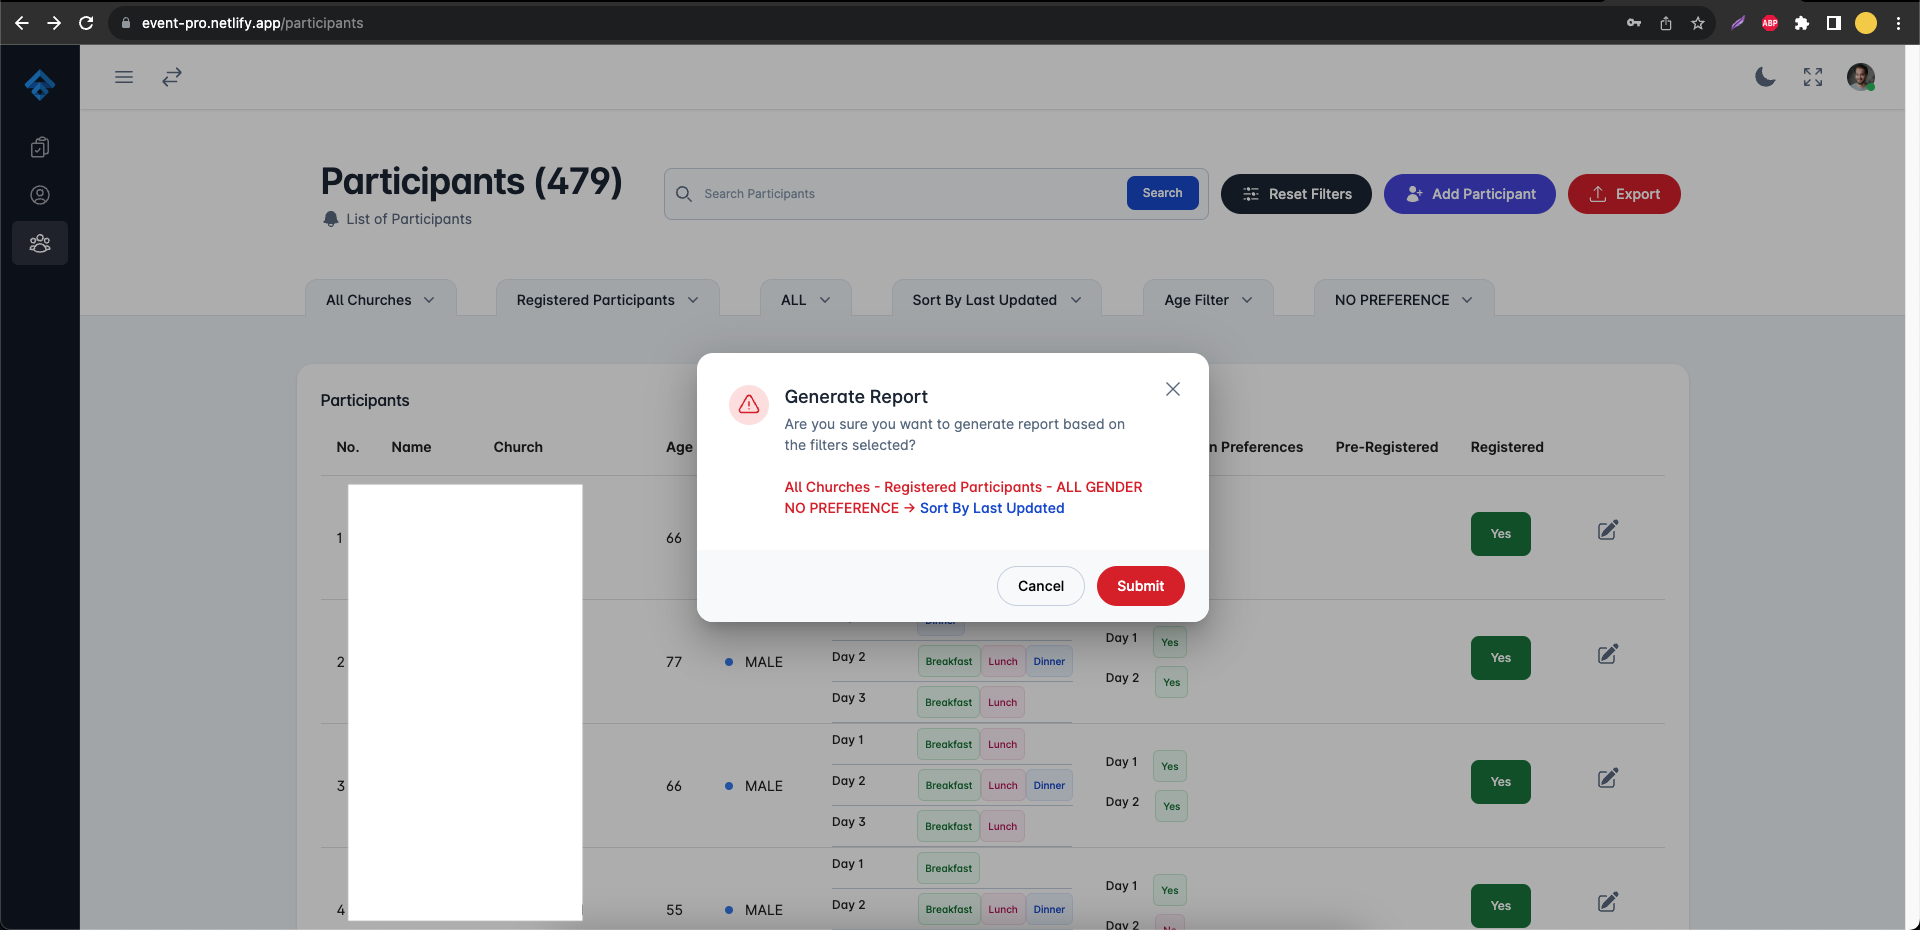 event-pro.netlify.app/participants
ABP
Participants (479)
List of Participants
Search Participants
Search
Reset Filters
Add Participant
Export
All Churches
Registered Participants
ALL
Sort By Last Updated
Age Filter
NO PREFERENCE
Generate Report
Are you sure you want to generate report based on
the filters selected?
All Churches - Registered Participants - ALL GENDER
NO PREFERENCE → Sort By Last Updated
Cancel
Submit
Participants
No. Name Church Age Preferences Pre-Registered Registered
1 66 Yes
Dinner
2 77 MALE Yes
Day 2 Breakfast Lunch Dinner
Day 3 Breakfast Lunch
Day 1 Yes
Day 2 Yes
3 66 MALE Yes
Day 1 Breakfast Lunch
Day 2 Breakfast Lunch Dinner
Day 3 Breakfast Lunch
Day 1 Yes
Day 2 Yes
4 55 MALE Yes
Day 1 Breakfast
Day 2 Breakfast Lunch Dinner
Day 1 Yes
Day 2 No